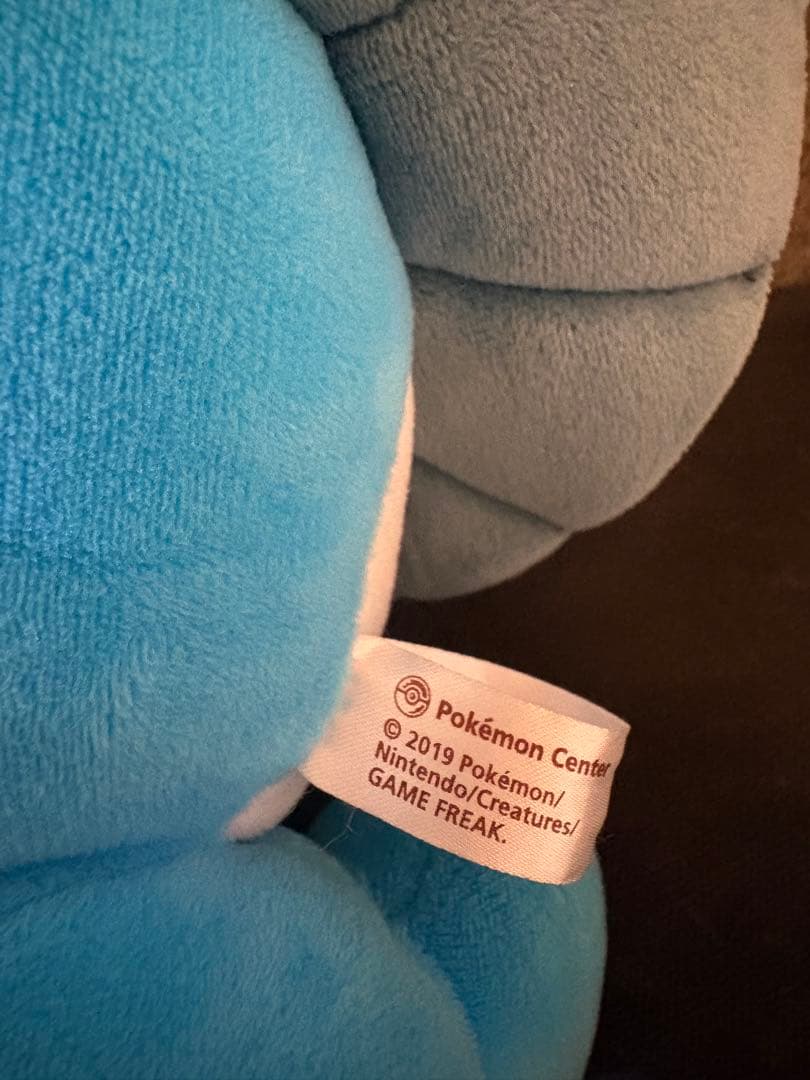 Pokémon Center
© 2019 Pokémon/
Nintendo/Creatures/
GAME FREAK.